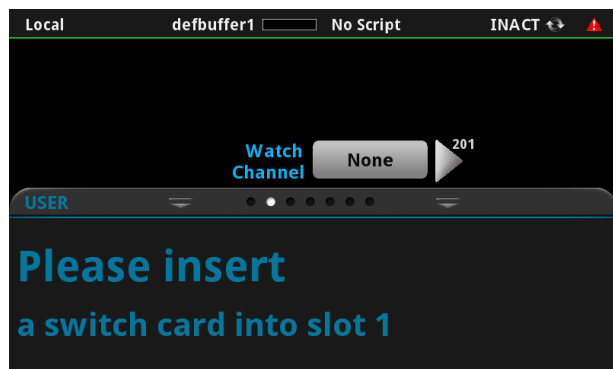 Local defbuffer1 No Script INACT
201
Watch
Channel
None
USER
Please insert
a switch card into slot 1